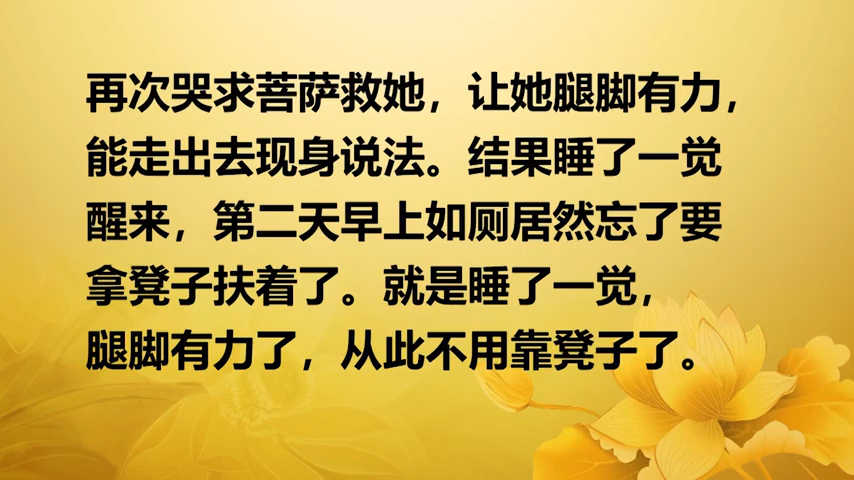 再次哭求菩萨救她，让她腿脚有力，
能走出去现身说法。结果睡了一觉
醒来，第二天早上如厕居然忘了要
拿凳子扶着了。就是睡了一觉，
腿脚有力了，从此不用靠凳子了。